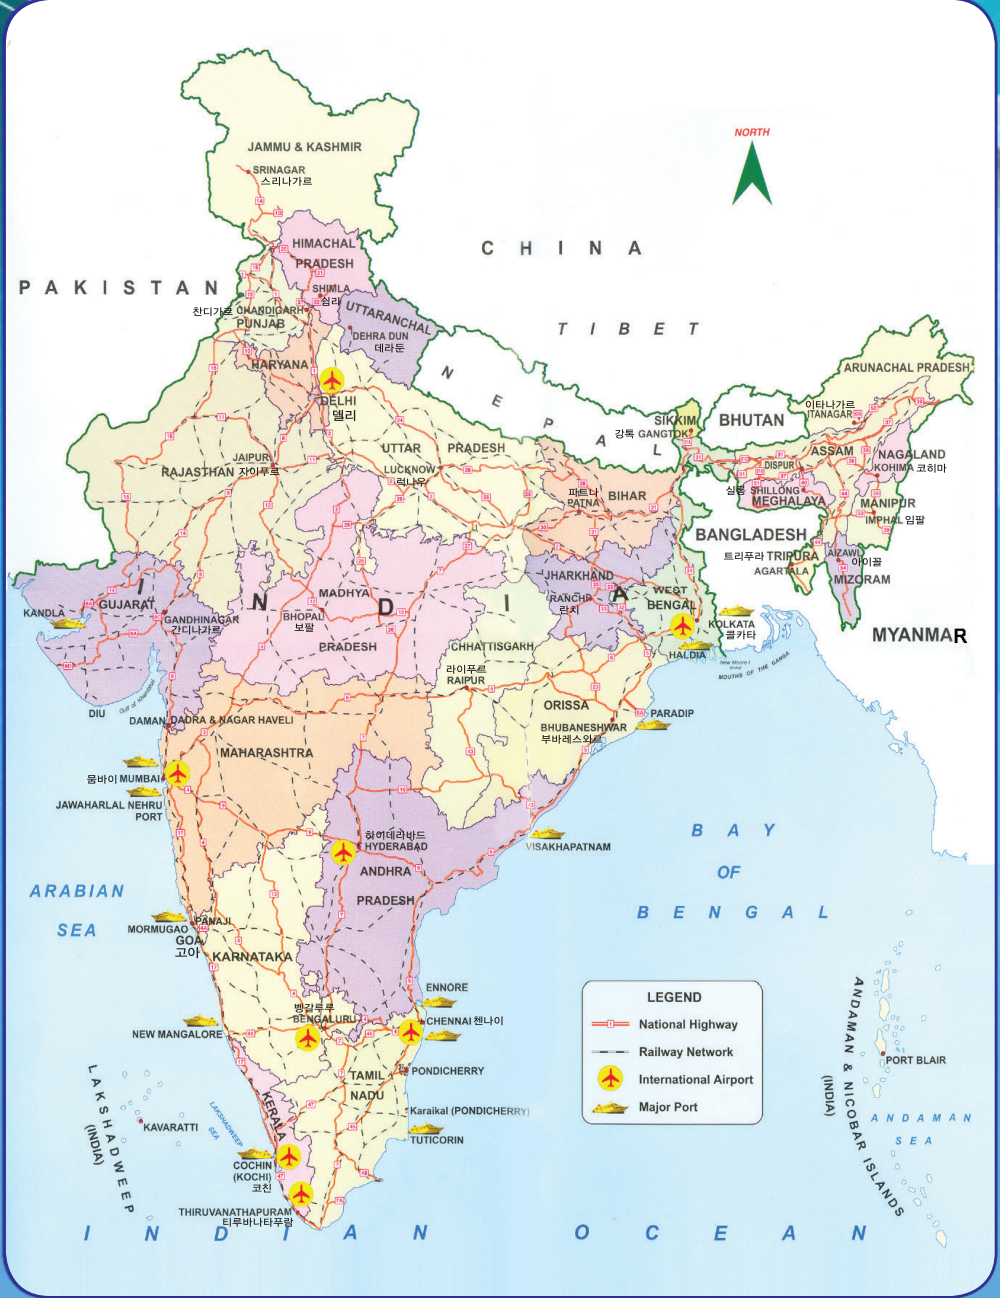 NORTH
JAMMU & KASHMIR
SRINAGAR
스리나가르
1A
1B
CHINA
HIMACHAL
PRADESH
PAKISTAN
SHIMLA
쉼라
찬디가르 CHANDIGARH
PUNJAB
UTTARANCHAL
DEHRA DUN
데라둔
TIBET
HARYANA
NEPAL
DELHI
델리
ARUNACHAL PRADESH
이타나가르
ITANAGAR
SIKKIM
강톡 GANGTOK
BHUTAN
UTTAR PRADESH
LUCKNOW
럭나우
JAIPUR
RAJASTHAN 자이푸르
ASSAM
DISPUR
NAGALAND
KOHIMA 코히마
파트나
PATNA
BIHAR
실롱 SHILLONG
MEGHALAYA
MANIPUR
IMPHAL 임팔
BANGLADESH
트리푸라 TRIPURA
AGARTALA
AIZAWL
아이꼴
MIZORAM
INDIA
KANDLA
GUJARAT
GANDHINAGAR
간디나가르
MADHYA
BHOPAL
보팔
PRADESH
JHARKHAND
RANCHI
란치
WEST
BENGAL
KOLKATA
콜카타
HALDIA
New Moore I.
(India)
MOUTHS OF THE GANGA
MYANMAR
CHHATTISGARH
라이푸르
RAIPUR
Gulf of Khambhat
DIU
DAMAN
DADRA & NAGAR HAVELI
ORISSA
BHUBANESHWAR
부바레스와르
PARADIP
MAHARASHTRA
뭄바이 MUMBAI
JAWAHARLAL NEHRU
PORT
하이데라바드
HYDERABAD
VISAKHAPATNAM
ANDHRA
PRADESH
BAY
OF
BENGAL
ARABIAN
SEA
PANAJI
MORMUGAO
GOA
고아
KARNATAKA
ENNORE
벵갈루루
BENGALURU
CHENNAI 첸나이
NEW MANGALORE
PONDICHERRY
TAMIL
NADU
KERALA
Karaikal (PONDICHERRY)
TUTICORIN
LAKSHADWEEP
(INDIA)
KAVARATTI
LAKSHADWEEP
SEA
COCHIN
(KOCHI)
코친
THIRUVANATHAPURAM
티루바나타푸람
LEGEND
1
National Highway
Railway Network
International Airport
Major Port
ANDAMAN & NICOBAR ISLANDS
(INDIA)
PORT BLAIR
ANDAMAN
SEA
INDIAN OCEAN